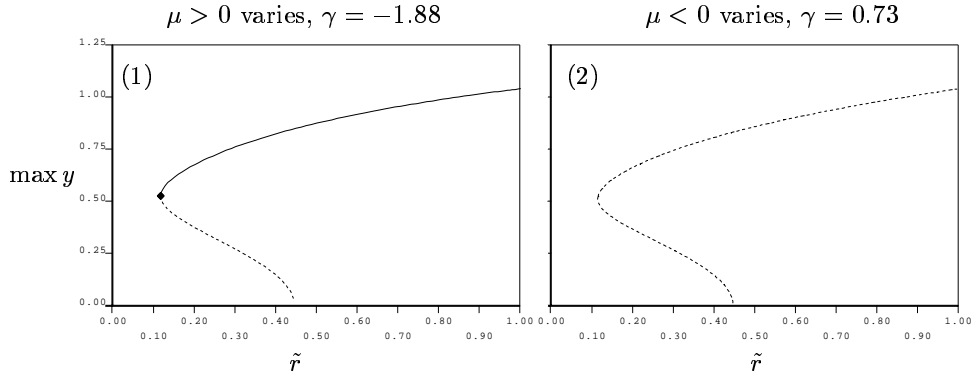 μ > 0 varies, γ = −1.88
μ < 0 varies, γ = 0.73
1.25
(1)
(2)
1.00
0.75
max y
0.50
0.25
0.00
0.00 0.20 0.40 0.60 0.80 1.00
0.10 0.30 0.50 0.70 0.90
0.00 0.20 0.40 0.60 0.80 1.00
0.10 0.30 0.50 0.70 0.90
r̃
r̃